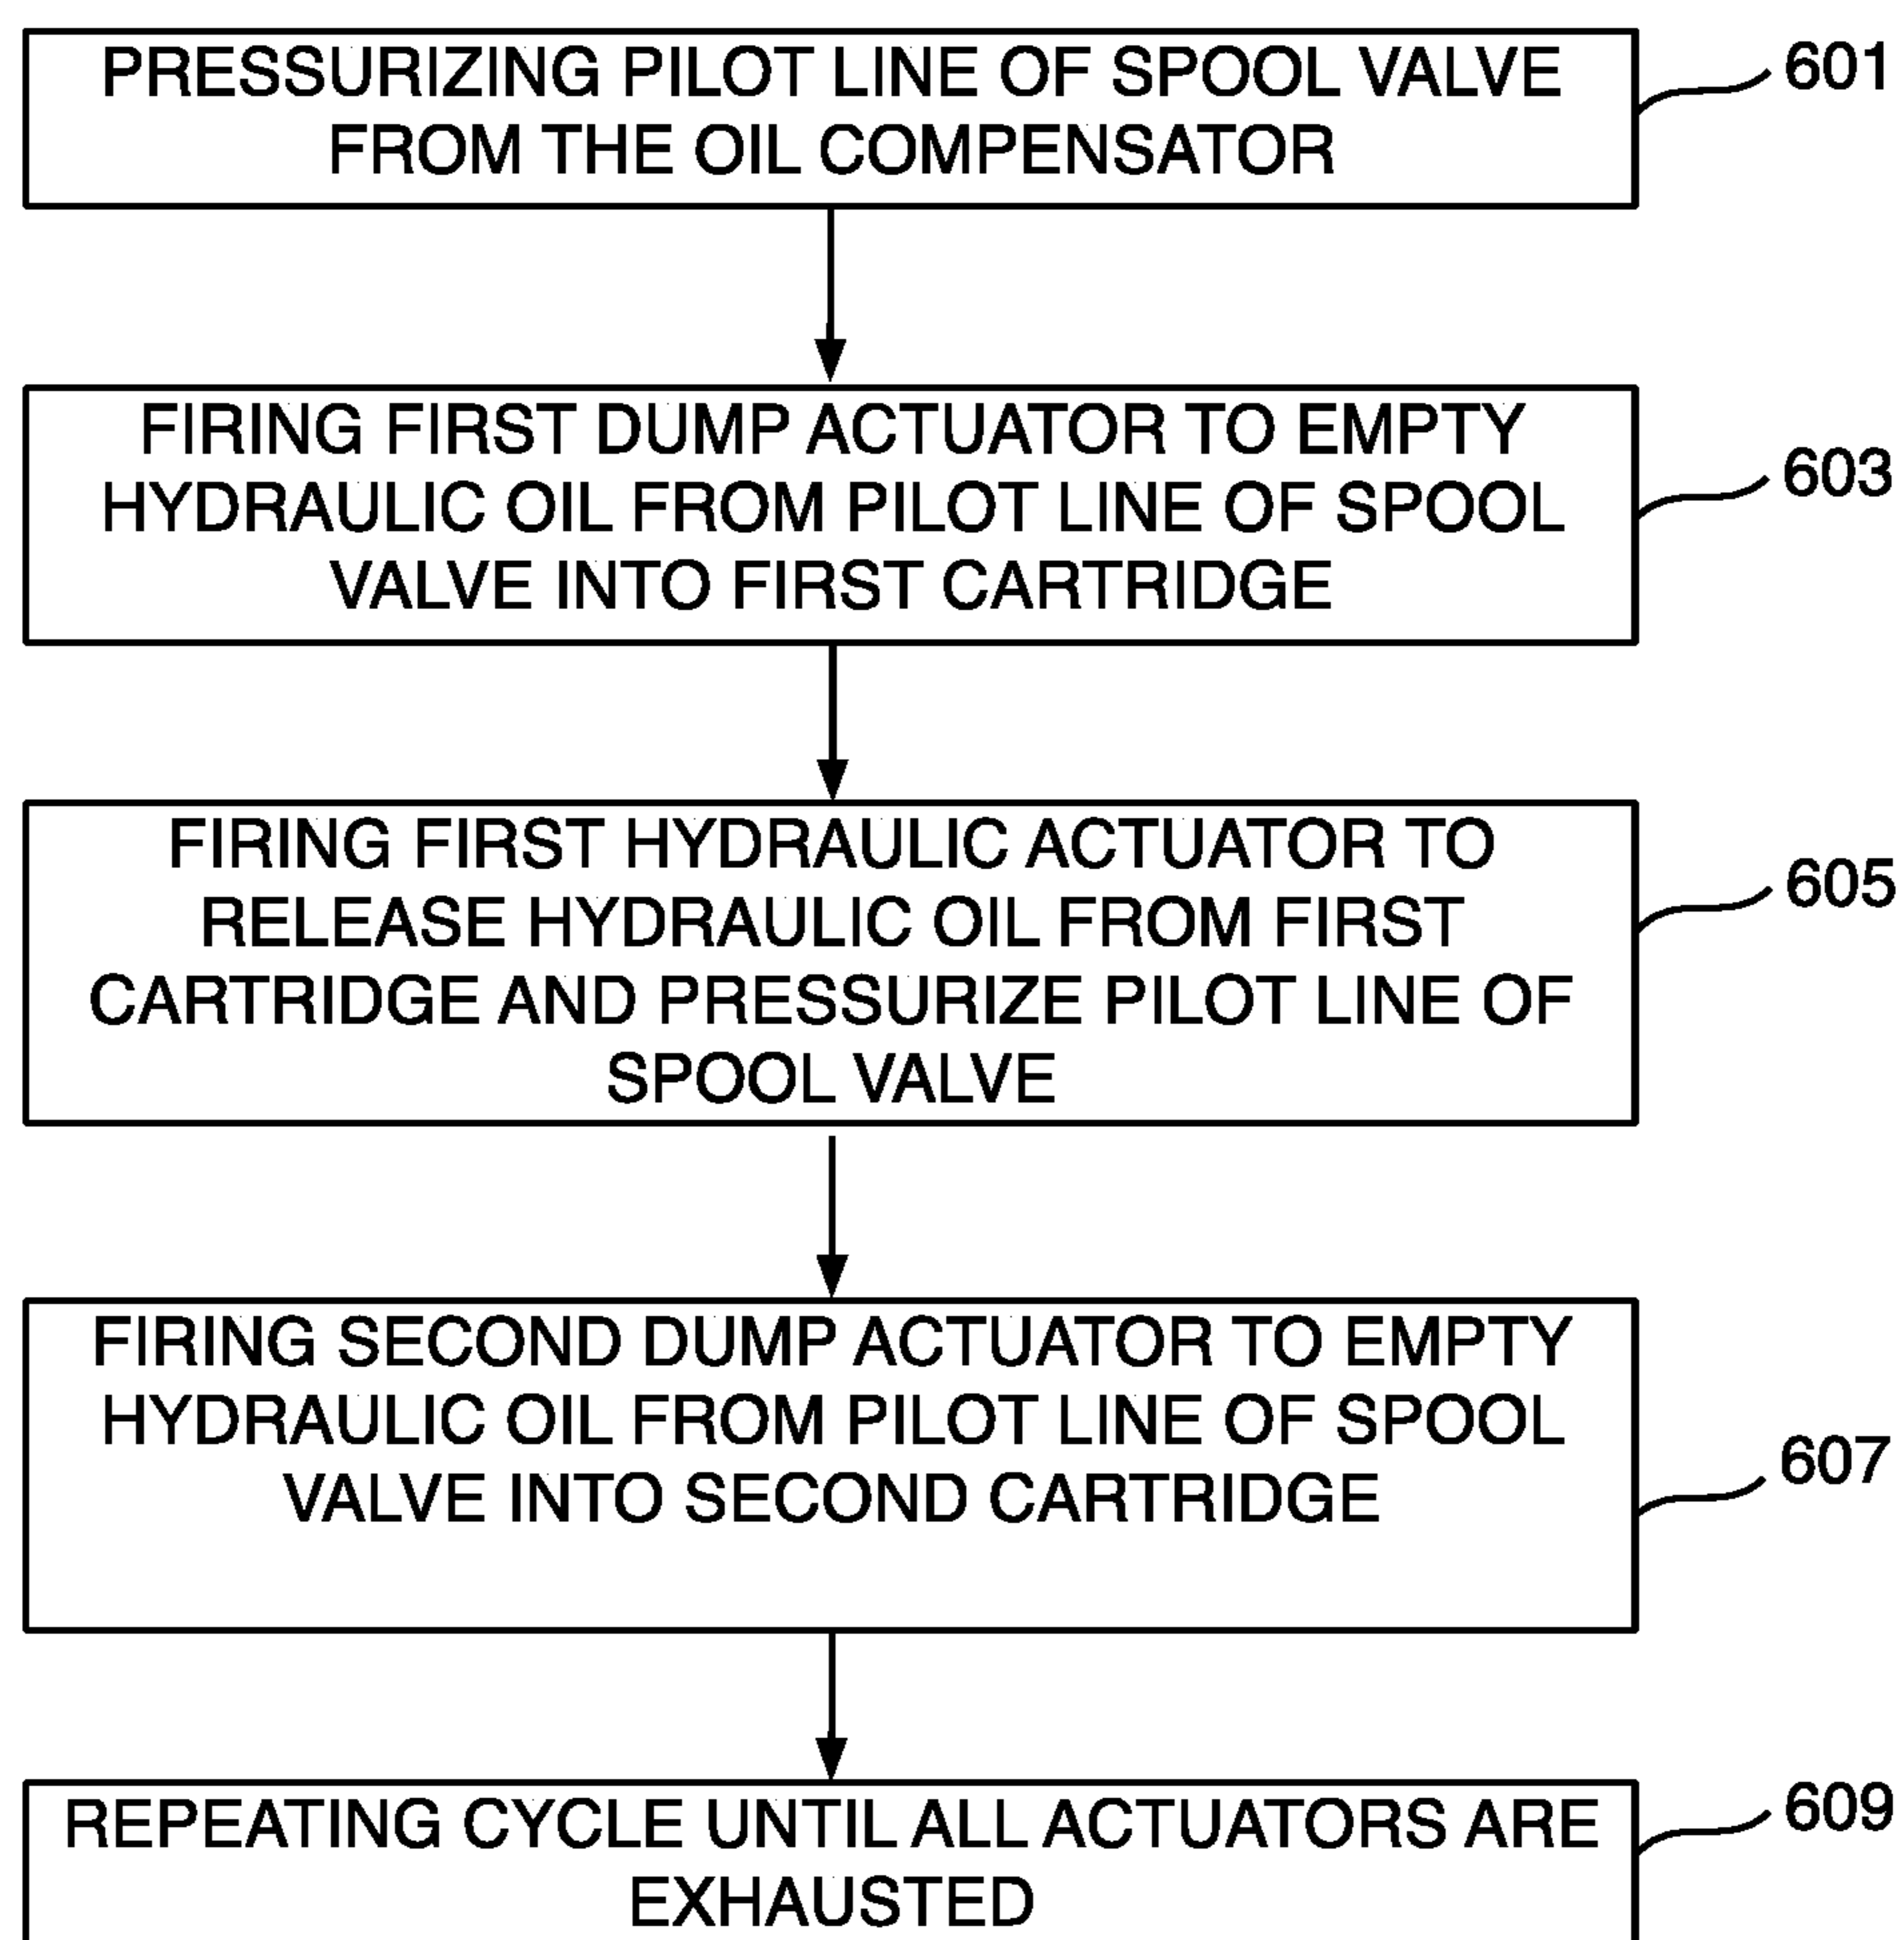 PRESSURIZING PILOT LINE OF SPOOL VALVE
FROM THE OIL COMPENSATOR
601
FIRING FIRST DUMP ACTUATOR TO EMPTY
HYDRAULIC OIL FROM PILOT LINE OF SPOOL
VALVE INTO FIRST CARTRIDGE
603
FIRING FIRST HYDRAULIC ACTUATOR TO
RELEASE HYDRAULIC OIL FROM FIRST
CARTRIDGE AND PRESSURIZE PILOT LINE OF
SPOOL VALVE
605
FIRING SECOND DUMP ACTUATOR TO EMPTY
HYDRAULIC OIL FROM PILOT LINE OF SPOOL
VALVE INTO SECOND CARTRIDGE
607
REPEATING CYCLE UNTIL ALL ACTUATORS ARE
EXHAUSTED
609